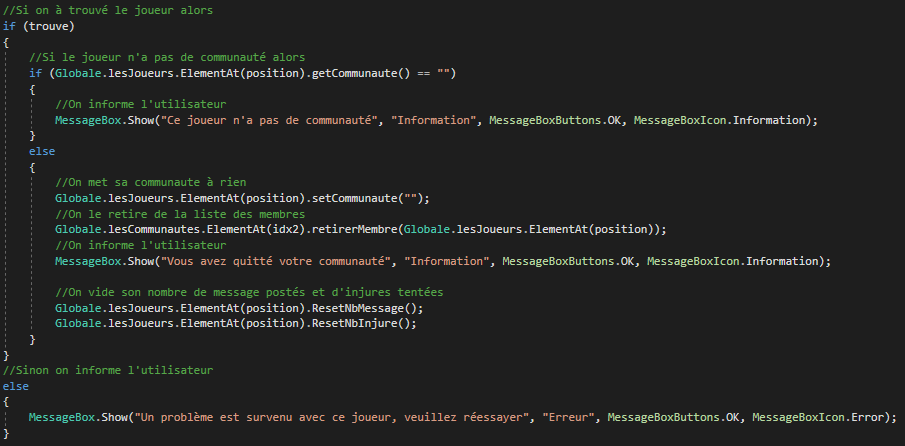 //Si on à trouvé le joueur alors
if (trouve)
{
//Si le joueur n'a pas de communauté alors
if (Globale.lesJoueurs.ElementAt(position).getCommunaute() == "")
{
//On informe l'utilisateur
MessageBox.Show("Ce joueur n'a pas de communauté", "Information", MessageBoxButtons.OK, MessageBoxIcon.Information);
}
else
{
//On met sa communaute à rien
Globale.lesJoueurs.ElementAt(position).setCommunaute("");
//On le retire de la liste des membres
Globale.lesCommunautes.ElementAt(idx2).retirerMembre(Globale.lesJoueurs.ElementAt(position));
//On informe l'utilisateur
MessageBox.Show("Vous avez quitté votre communauté", "Information", MessageBoxButtons.OK, MessageBoxIcon.Information);
//On vide son nombre de message postés et d'injures tentées
Globale.lesJoueurs.ElementAt(position).ResetNbMessage();
Globale.lesJoueurs.ElementAt(position).ResetNbInjure();
}
}
//Sinon on informe l'utilisateur
else
{
MessageBox.Show("Un problème est survenu avec ce joueur, veuillez réessayer", "Erreur", MessageBoxButtons.OK, MessageBoxIcon.Error);
}